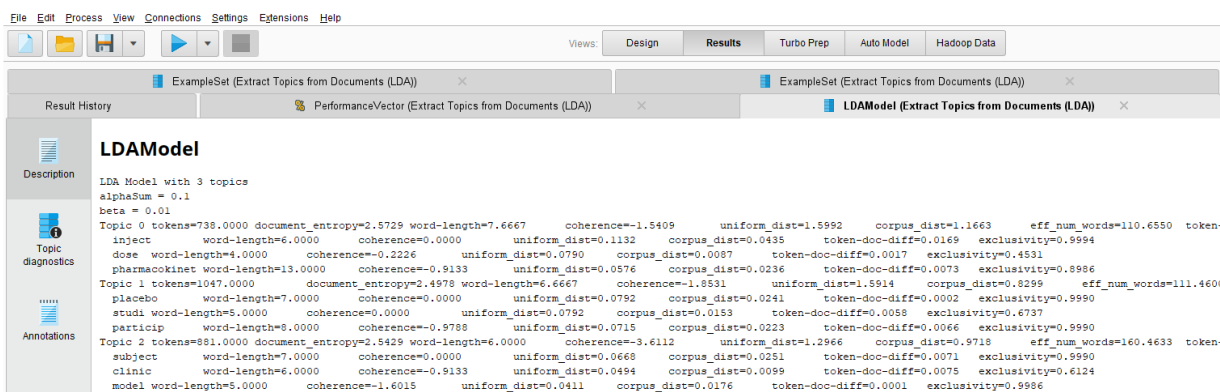 File Edit Process View Connections Settings Extensions Help
Views: Design Results Turbo Prep Auto Model Hadoop Data
ExampleSet (Extract Topics from Documents (LDA)) ExampleSet (Extract Topics from Documents (LDA))
Result History PerformanceVector (Extract Topics from Documents (LDA)) LDAModel (Extract Topics from Documents (LDA))
Description
Topic diagnostics
Annotations
LDAModel
LDA Model with 3 topics
alphaSum = 0.1
beta = 0.01
Topic 0 tokens=738.0000 document_entropy=2.5729 word-length=7.6667 coherence=-1.5409 uniform_dist=1.5992 corpus_dist=1.1663 eff_num_words=110.6550 token-
inject word-length=6.0000 coherence=0.0000 uniform_dist=0.1132 corpus_dist=0.0435 token-doc-diff=0.0169 exclusivity=0.9994
dose word-length=4.0000 coherence=-0.2226 uniform_dist=0.0790 corpus_dist=0.0087 token-doc-diff=0.0017 exclusivity=0.4531
pharmacokinet word-length=13.0000 coherence=-0.9133 uniform_dist=0.0576 corpus_dist=0.0236 token-doc-diff=0.0073 exclusivity=0.8986
Topic 1 tokens=1047.0000 document_entropy=2.4978 word-length=6.6667 coherence=-1.8531 uniform_dist=1.5914 corpus_dist=0.8299 eff_num_words=111.4600
placebo word-length=7.0000 coherence=0.0000 uniform_dist=0.0792 corpus_dist=0.0241 token-doc-diff=0.0002 exclusivity=0.9990
studi word-length=5.0000 coherence=0.0000 uniform_dist=0.0792 corpus_dist=0.0153 token-doc-diff=0.0058 exclusivity=0.6737
particip word-length=8.0000 coherence=-0.9788 uniform_dist=0.0715 corpus_dist=0.0223 token-doc-diff=0.0066 exclusivity=0.9990
Topic 2 tokens=881.0000 document_entropy=2.5429 word-length=6.0000 coherence=-3.6112 uniform_dist=1.2966 corpus_dist=0.9718 eff_num_words=160.4633 token-
subject word-length=7.0000 coherence=0.0000 uniform_dist=0.0668 corpus_dist=0.0251 token-doc-diff=0.0071 exclusivity=0.9990
clinic word-length=6.0000 coherence=-0.9133 uniform_dist=0.0494 corpus_dist=0.0099 token-doc-diff=0.0075 exclusivity=0.6124
model word-length=5.0000 coherence=-1.6015 uniform_dist=0.0411 corpus_dist=0.0176 token-doc-diff=0.0001 exclusivity=0.9986